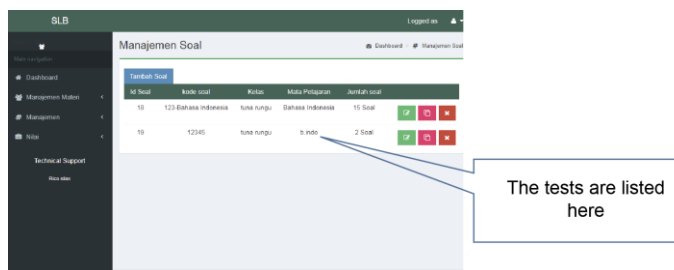 SLB
Logged as
Main navigation
Manajemen Soal
Dashboard
Manajemen Soal
Dashboard
Manajemen Materi
Manajemen
Nilai
Technical Support
Tambah Soal
Id Soal kode soal Kelas Mata Pelajaran Jumlah soal
18 123-Bahasa Indonesia tuna rungu Bahasa Indonesia 15 Soal
19 12345 tuna rungu b.indo 2 Soal
The tests are listed
here